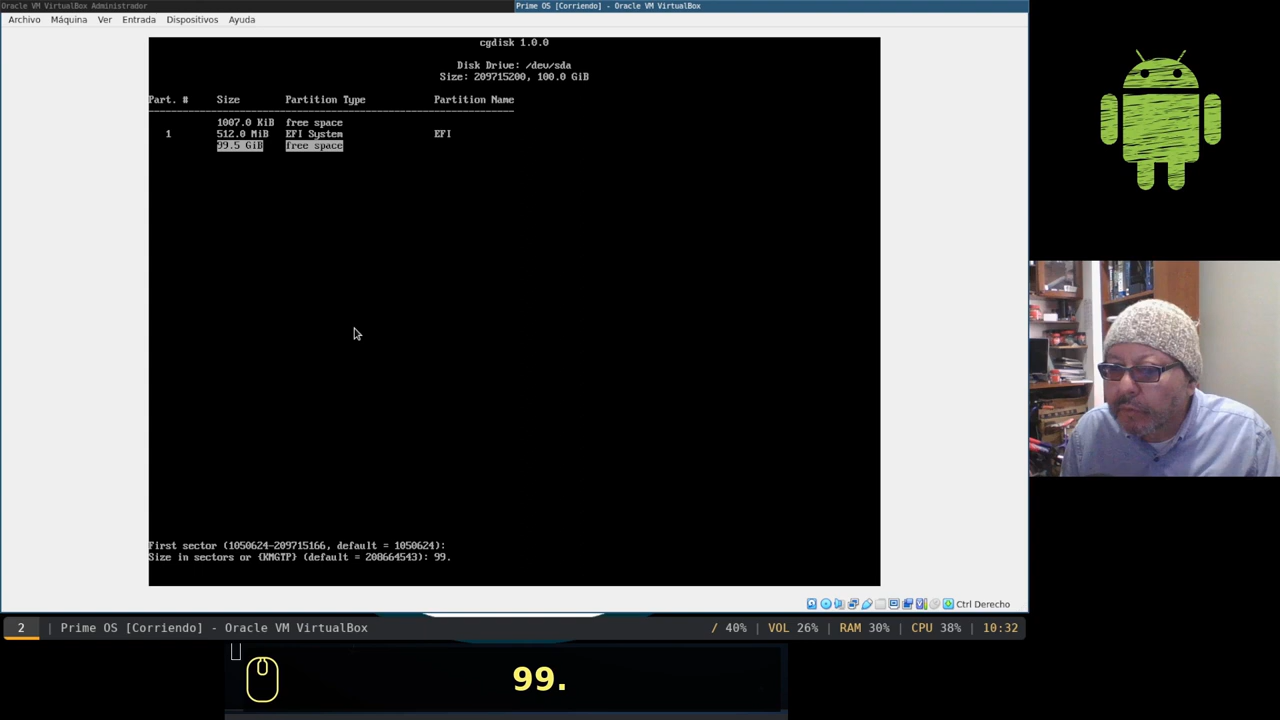 Oracle VM VirtualBox Administrador
Prime OS [Corriendo] - Oracle VM VirtualBox
Archivo Máquina Ver Entrada Dispositivos Ayuda
cgdisk 1.0.0
Disk Drive: /dev/sda
Size: 209715200, 100.0 GiB
Part. # Size Partition Type Partition Name
1007.0 KiB free space
1 512.0 MiB EFI System EFI
99.5 GiB free space
First sector (1050624-209715166, default = 1050624):
Size in sectors or {KMGTP} (default = 208664543): 99.
Ctrl Derecho
2 | Prime OS [Corriendo] - Oracle VM VirtualBox / 40% | VOL 26% | RAM 30% | CPU 38% | 10:32
99.